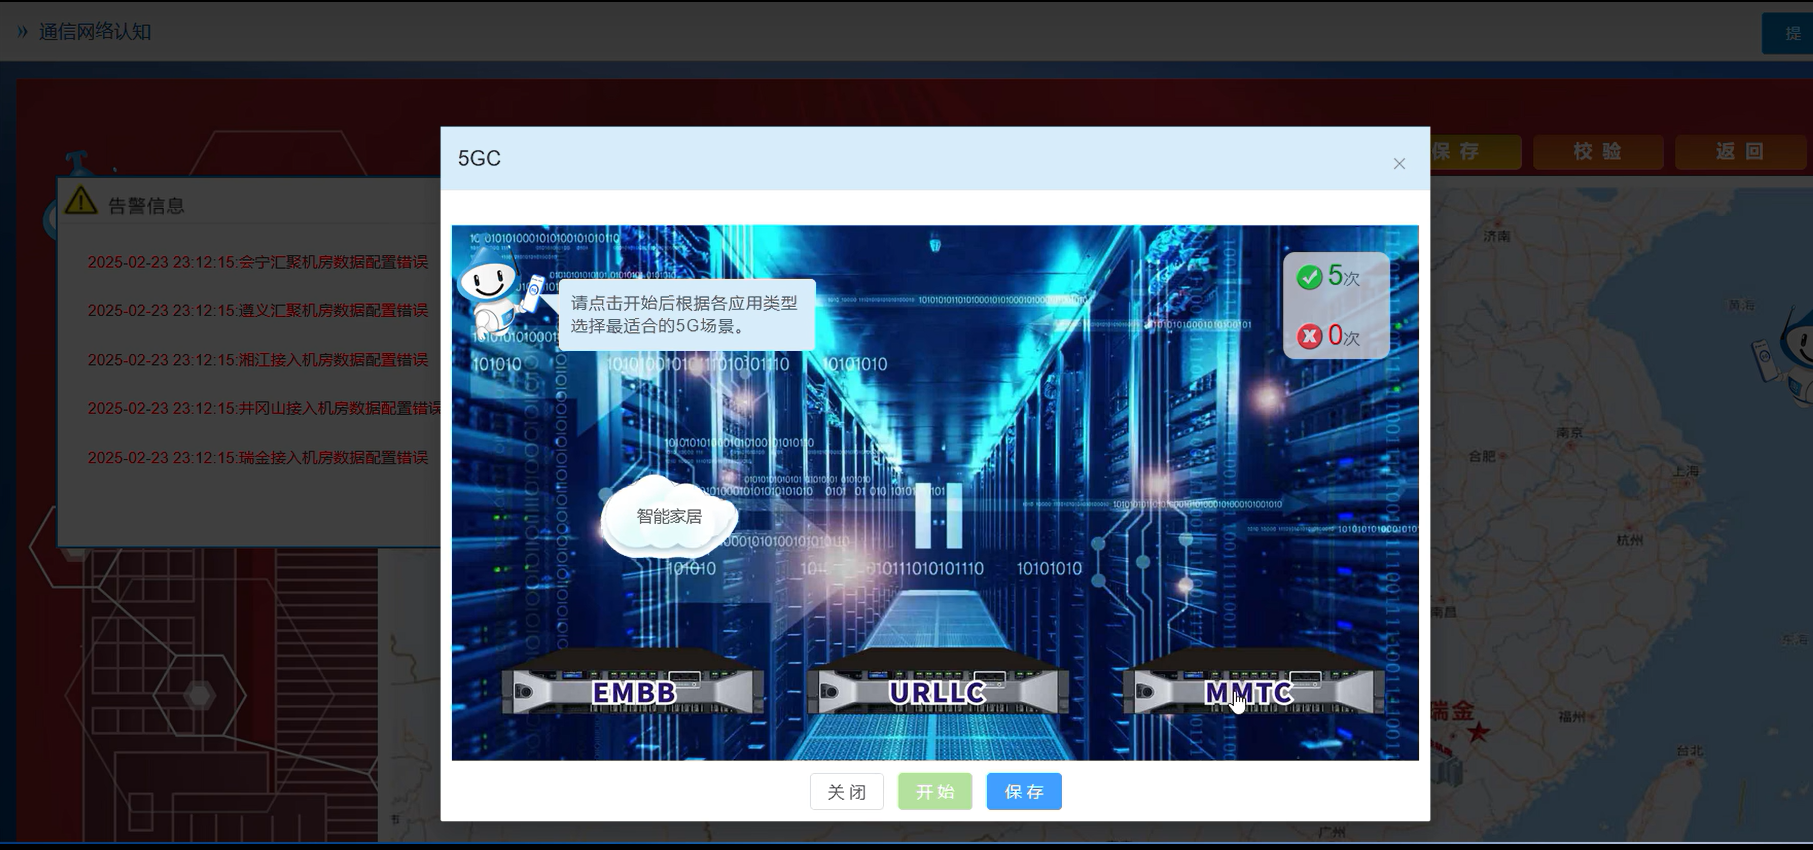 » 通信网络认知
提
保 存
校 验
返 回
告警信息
2025-02-23 23:12:15:会宁汇聚机房数据配置错误
2025-02-23 23:12:15:遵义汇聚机房数据配置错误
2025-02-23 23:12:15:湘江接入机房数据配置错误
2025-02-23 23:12:15:井冈山接入机房数据配置错误
2025-02-23 23:12:15:瑞金接入机房数据配置错误
5GC
×
请点击开始后根据各应用类型
选择最适合的5G场景。
5次
0次
101010
10101010
智能家居
101010
10101010
EMBB
URLLC
MMTC
关 闭
开 始
保 存
济南
黄海
南京
合肥
上海
杭州
南昌
东海
瑞金
福州
台北
广州